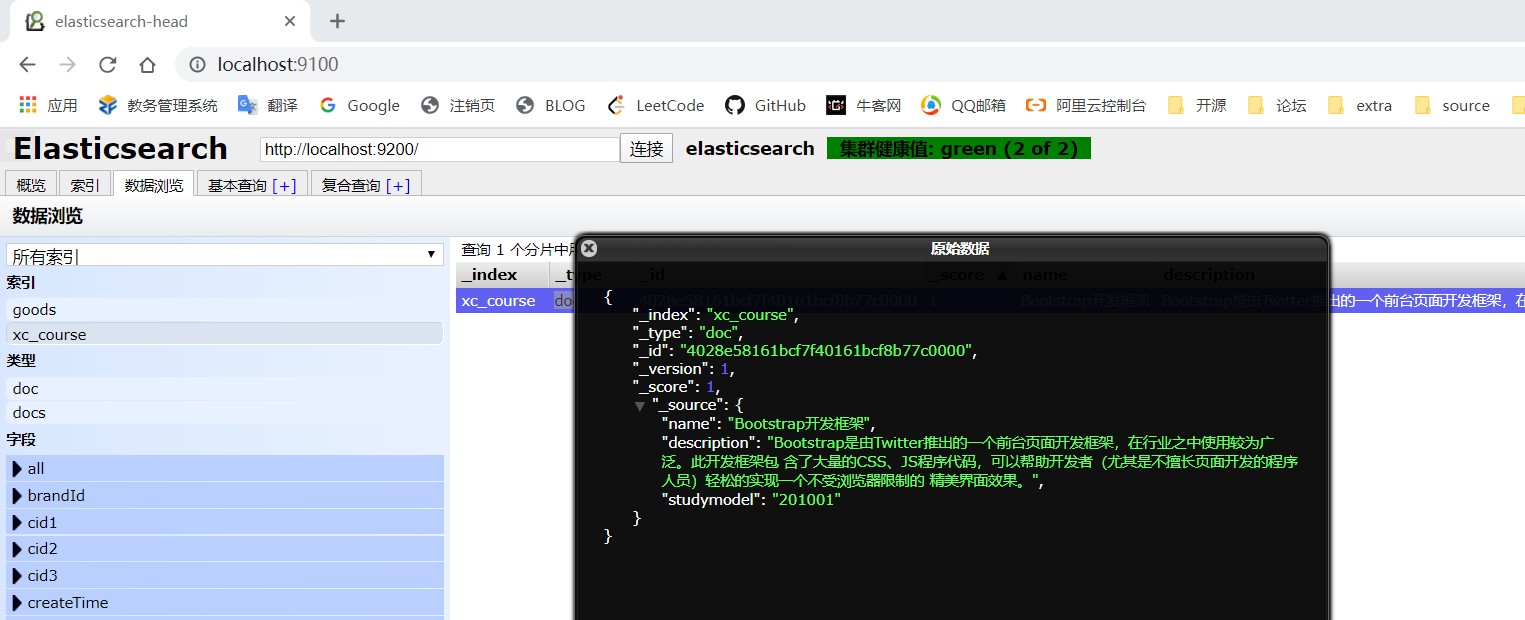 elasticsearch-head
localhost:9100
应用 教务管理系统 翻译 Google 注销页 BLOG LeetCode GitHub 牛客网 QQ邮箱 阿里云控制台 开源 论坛 extra source
Elasticsearch http://localhost:9200/ 连接 elasticsearch 集群健康值: green (2 of 2)
概览 索引 数据浏览 基本查询 [+] 复合查询 [+]
数据浏览
所有索引
索引
goods
xc_course
类型
doc
docs
字段
all
brandId
cid1
cid2
cid3
createTime
查询 1 个分片中用
_index _type _id _score ▲ name description
xc_course doc 4028e58161bcf7f40161bcf8b77c0000 1 Bootstrap开发框架 Bootstrap是由Twitter推出的一个前台页面开发框架，在
原始数据
{
"_index": "xc_course",
"_type": "doc",
"_id": "4028e58161bcf7f40161bcf8b77c0000",
"_version": 1,
"_score": 1,
"_source": {
"name": "Bootstrap开发框架",
"description": "Bootstrap是由Twitter推出的一个前台页面开发框架，在行业之中使用较为广
泛。此开发框架包 含了大量的CSS、JS程序代码，可以帮助开发者（尤其是不擅长页面开发的程序
人员）轻松的实现一个不受浏览器限制的 精美界面效果。",
"studymodel": "201001"
}
}